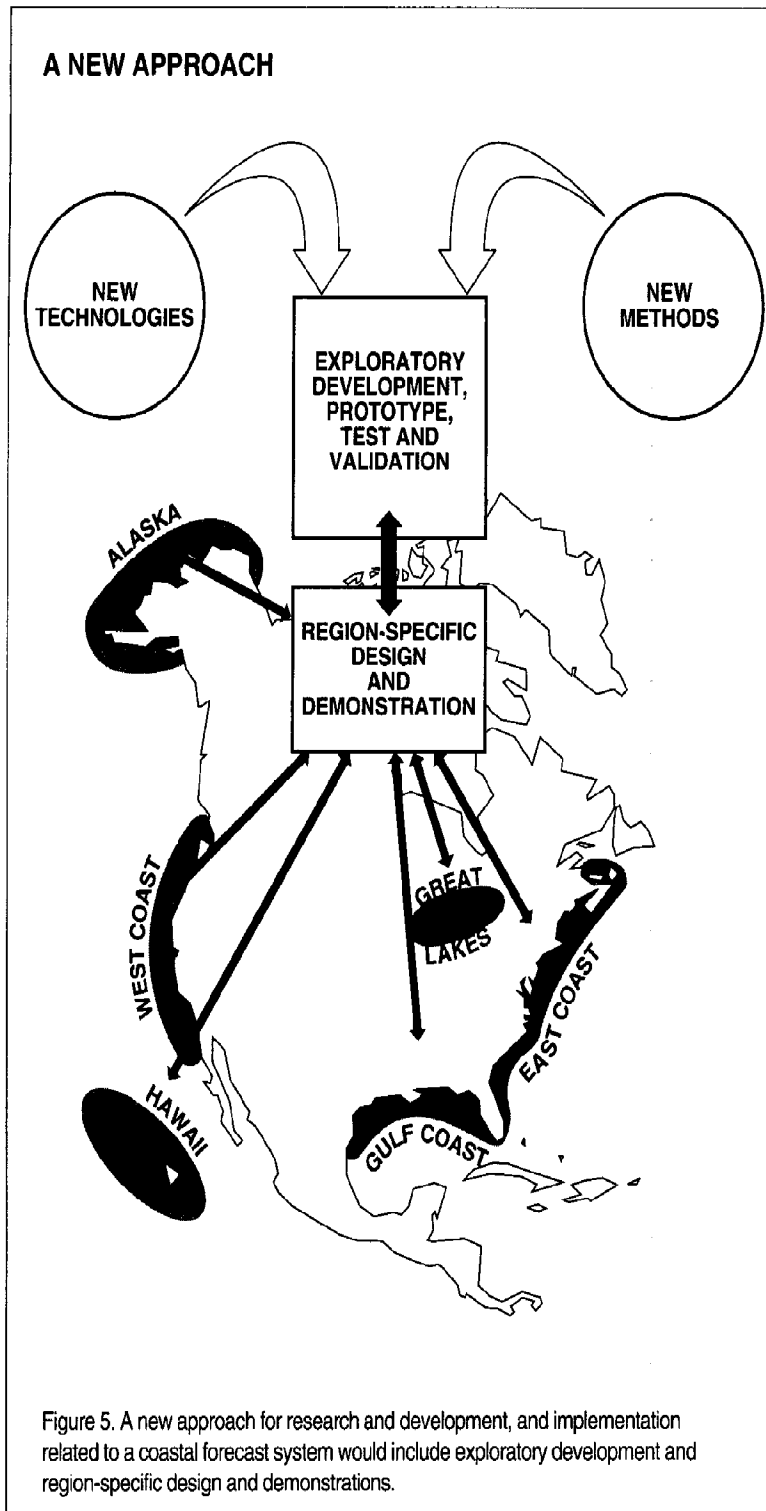 A NEW APPROACH
NEW
TECHNOLOGIES
NEW
METHODS
EXPLORATORY
DEVELOPMENT,
PROTOTYPE,
TEST AND
VALIDATION
ALASKA
REGION-SPECIFIC
DESIGN
AND
DEMONSTRATION
WEST COAST
GREAT
LAKES
EAST COAST
HAWAII
GULF COAST
Figure 5. A new approach for research and development, and implementation
related to a coastal forecast system would include exploratory development and
region-specific design and demonstrations.